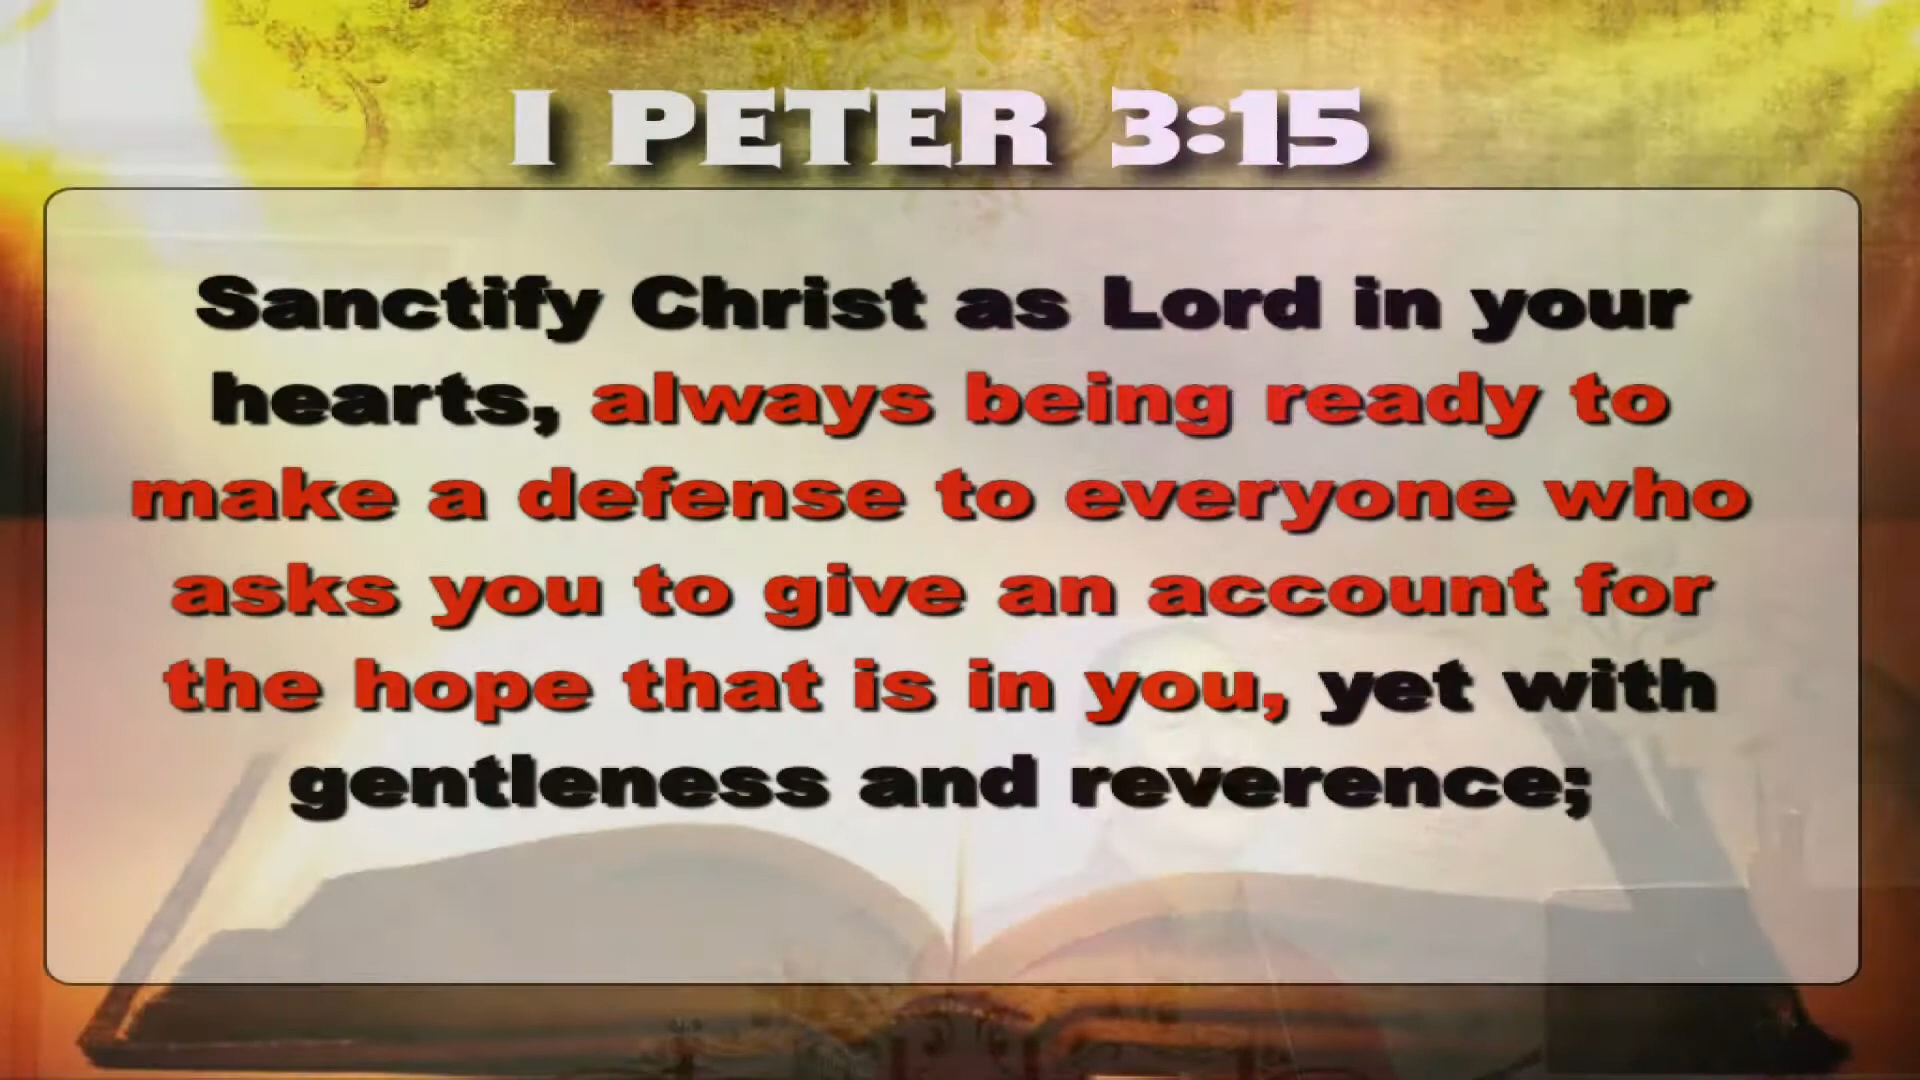 I PETER 3:15
Sanctify Christ as Lord in your
hearts, always being ready to
make a defense to everyone who
asks you to give an account for
the hope that is in you, yet with
gentleness and reverence;